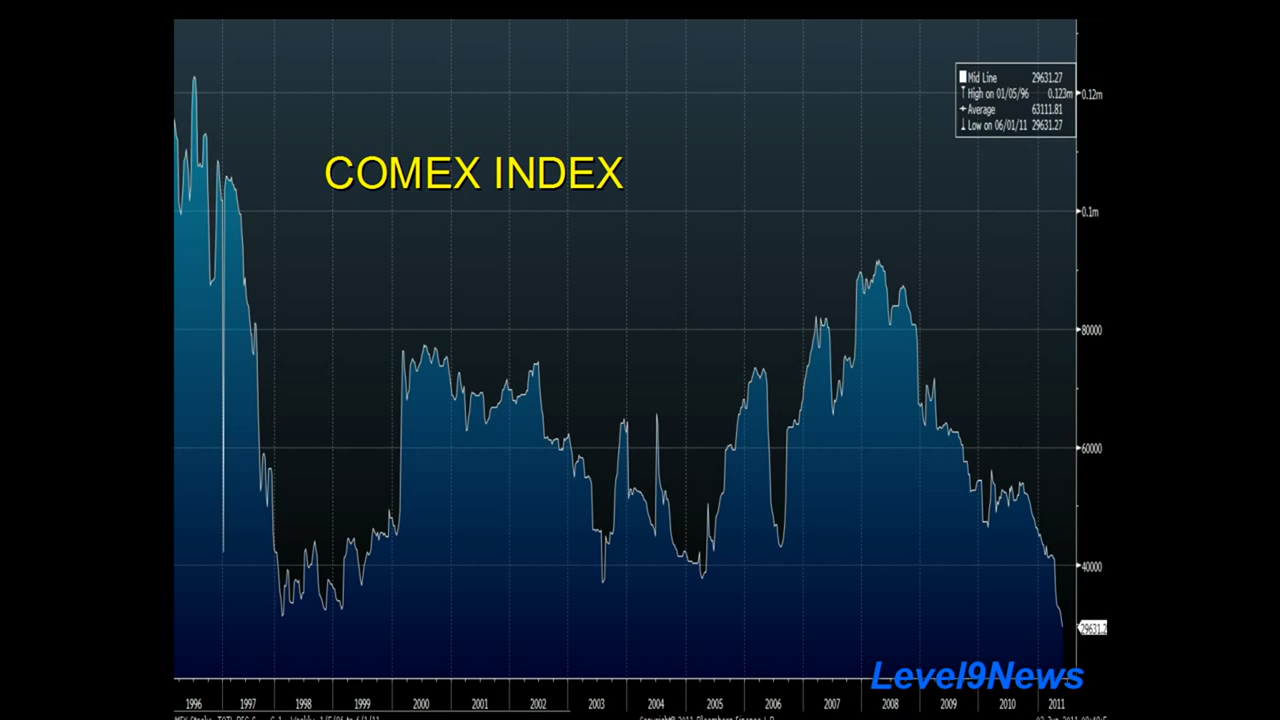 Mid Line 29631.27
High on 01/05/96 0.123m
Average 63111.81
Low on 06/01/11 29631.27
COMEX INDEX
0.12m
0.1m
80000
60000
40000
29631.2
Level9News
1996 1997 1998 1999 2000 2001 2002 2003 2004 2005 2006 2007 2008 2009 2010 2011